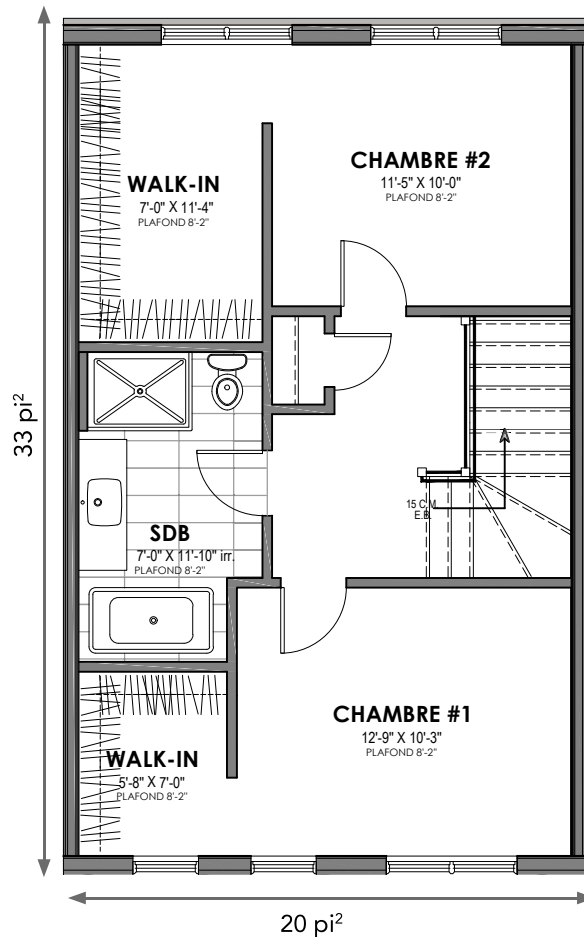 WALK-IN
7'-0" X 11'-4"
PLAFOND 8'-2"
CHAMBRE #2
11'-5" X 10'-0"
PLAFOND 8'-2"
33 pi²
15 C.M.
E.B.
SDB
7'-0" X 11'-10" irr.
PLAFOND 8'-2"
CHAMBRE #1
12'-9" X 10'-3"
PLAFOND 8'-2"
WALK-IN
5'-8" X 7'-0"
PLAFOND 8'-2"
20 pi²